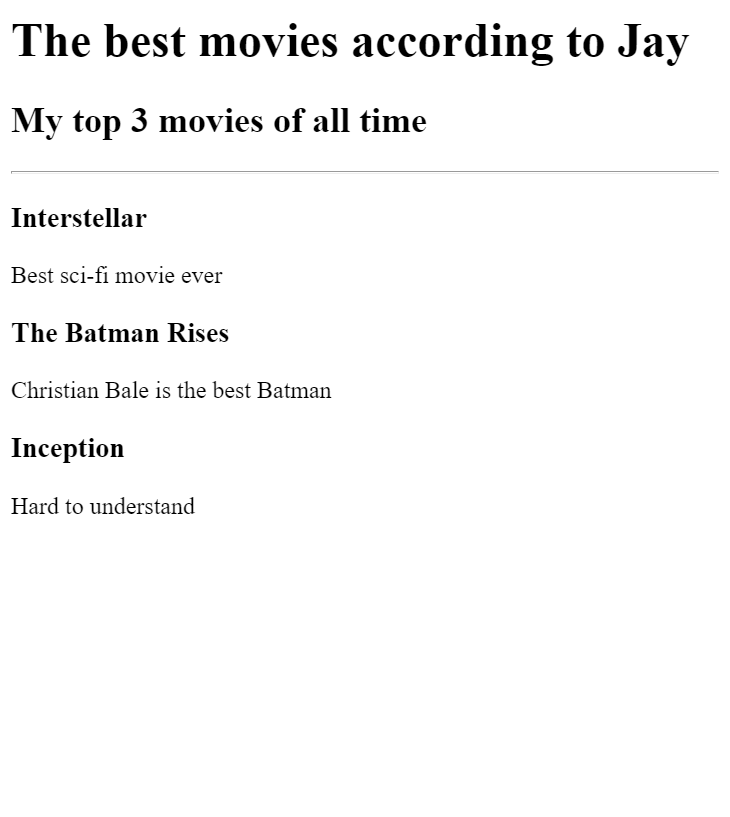 The best movies according to Jay
My top 3 movies of all time
Interstellar
Best sci-fi movie ever
The Batman Rises
Christian Bale is the best Batman
Inception
Hard to understand